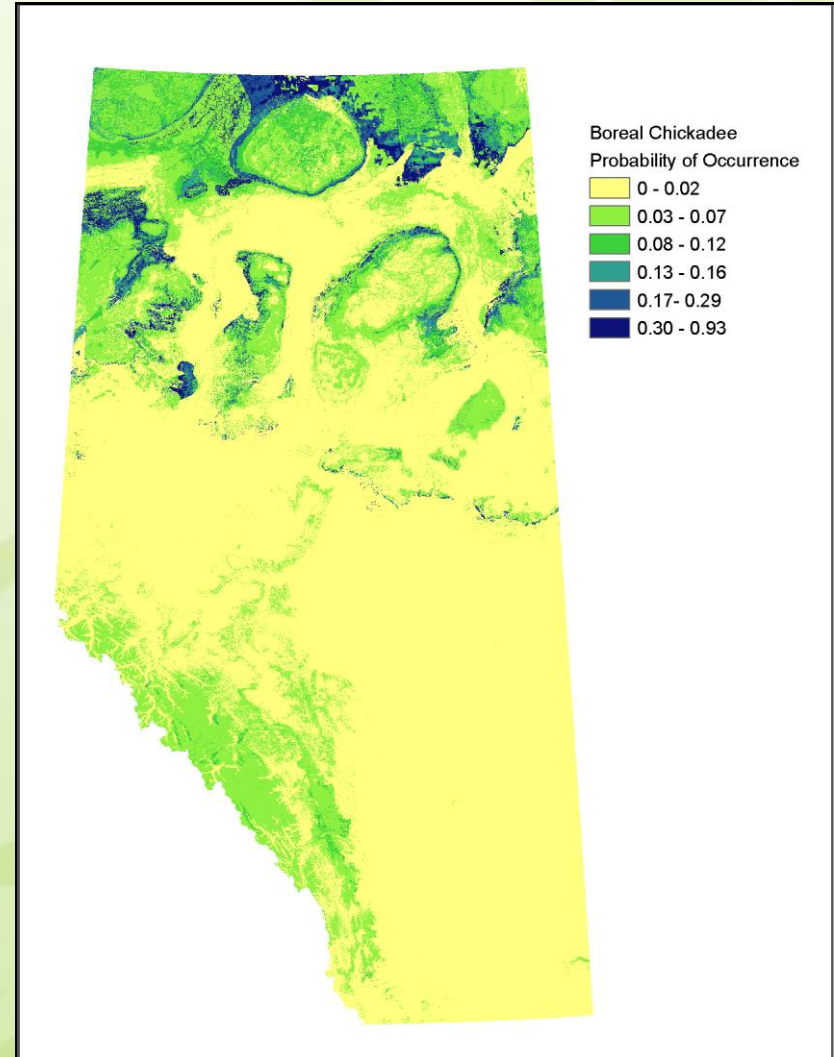 Boreal Chickadee
Probability of Occurrence
0 - 0.02
0.03 - 0.07
0.08 - 0.12
0.13 - 0.16
0.17- 0.29
0.30 - 0.93